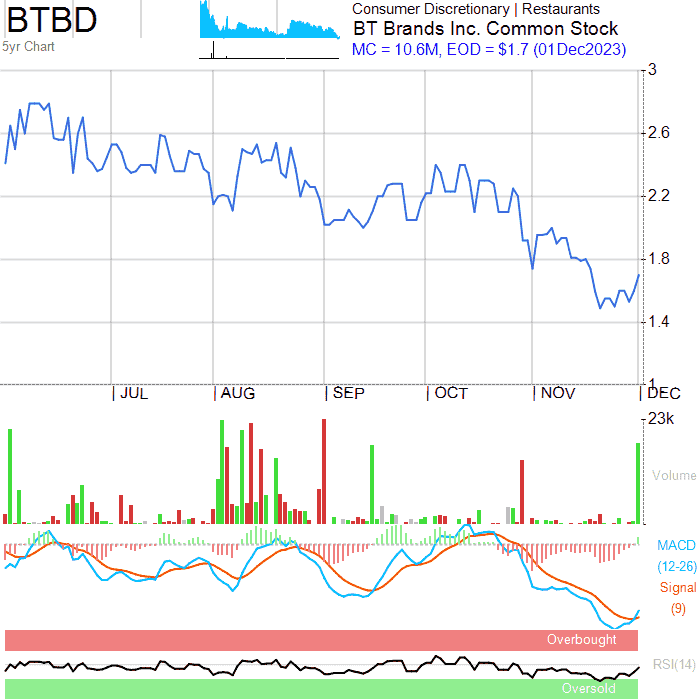 BTBD
5yr Chart
Consumer Discretionary | Restaurants
BT Brands Inc. Common Stock
MC = 10.6M, EOD = $1.7 (01Dec2023)
3
2.6
2.2
1.8
1.4
1
| JUL | AUG | SEP | OCT | NOV | DEC
23k
Volume
MACD
(12-26)
Signal
(9)
Overbought
RSI(14)
Oversold